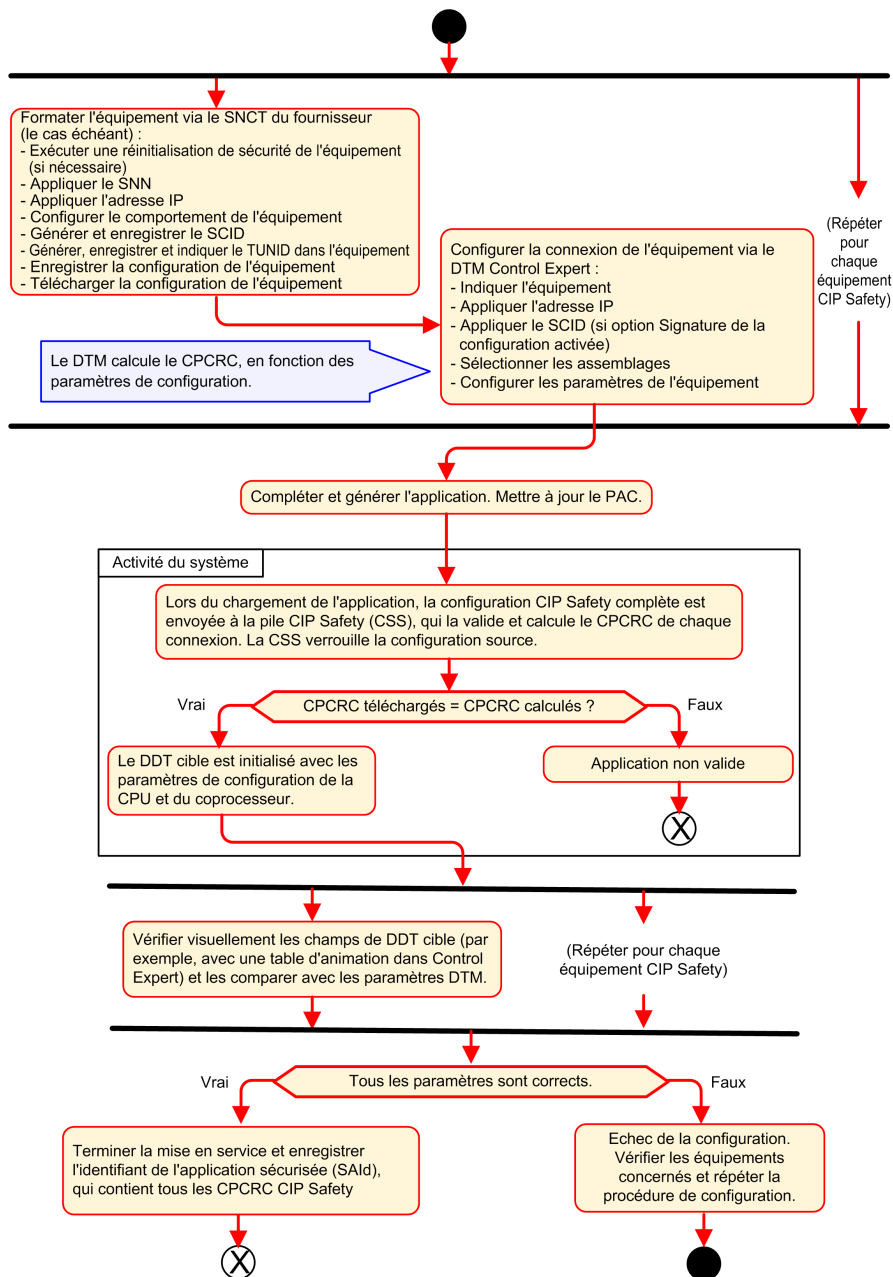 Formater l'équipement via le SNCT du fournisseur
(le cas échéant) :
- Exécuter une réinitialisation de sécurité de l'équipement
(si nécessaire)
- Appliquer le SNN
- Appliquer l'adresse IP
- Configurer le comportement de l'équipement
- Générer et enregistrer le SCID
- Générer, enregistrer et indiquer le TUNID dans l'équipement
- Enregistrer la configuration de l'équipement
- Télécharger la configuration de l'équipement
(Répéter
pour
chaque
équipement
CIP Safety)
Configurer la connexion de l'équipement via le
DTM Control Expert :
- Indiquer l'équipement
- Appliquer l'adresse IP
- Appliquer le SCID (si option Signature de la
configuration activée)
- Sélectionner les assemblages
- Configurer les paramètres de l'équipement
Le DTM calcule le CPCRC, en fonction des
paramètres de configuration.
Compléter et générer l'application. Mettre à jour le PAC.
Activité du système
Lors du chargement de l'application, la configuration CIP Safety complète est
envoyée à la pile CIP Safety (CSS), qui la valide et calcule le CPCRC de chaque
connexion. La CSS verrouille la configuration source.
Vrai
CPCRC téléchargés = CPCRC calculés ?
Faux
Le DDT cible est initialisé avec les
paramètres de configuration de la
CPU et du coprocesseur.
Application non valide
X
Vérifier visuellement les champs de DDT cible (par
exemple, avec une table d'animation dans Control
Expert) et les comparer avec les paramètres DTM.
(Répéter pour chaque
équipement CIP Safety)
Vrai
Tous les paramètres sont corrects.
Faux
Terminer la mise en service et enregistrer
l'identifiant de l'application sécurisée (SAId),
qui contient tous les CPCRC CIP Safety
Echec de la configuration.
Vérifier les équipements
concernés et répéter la
procédure de configuration.
X